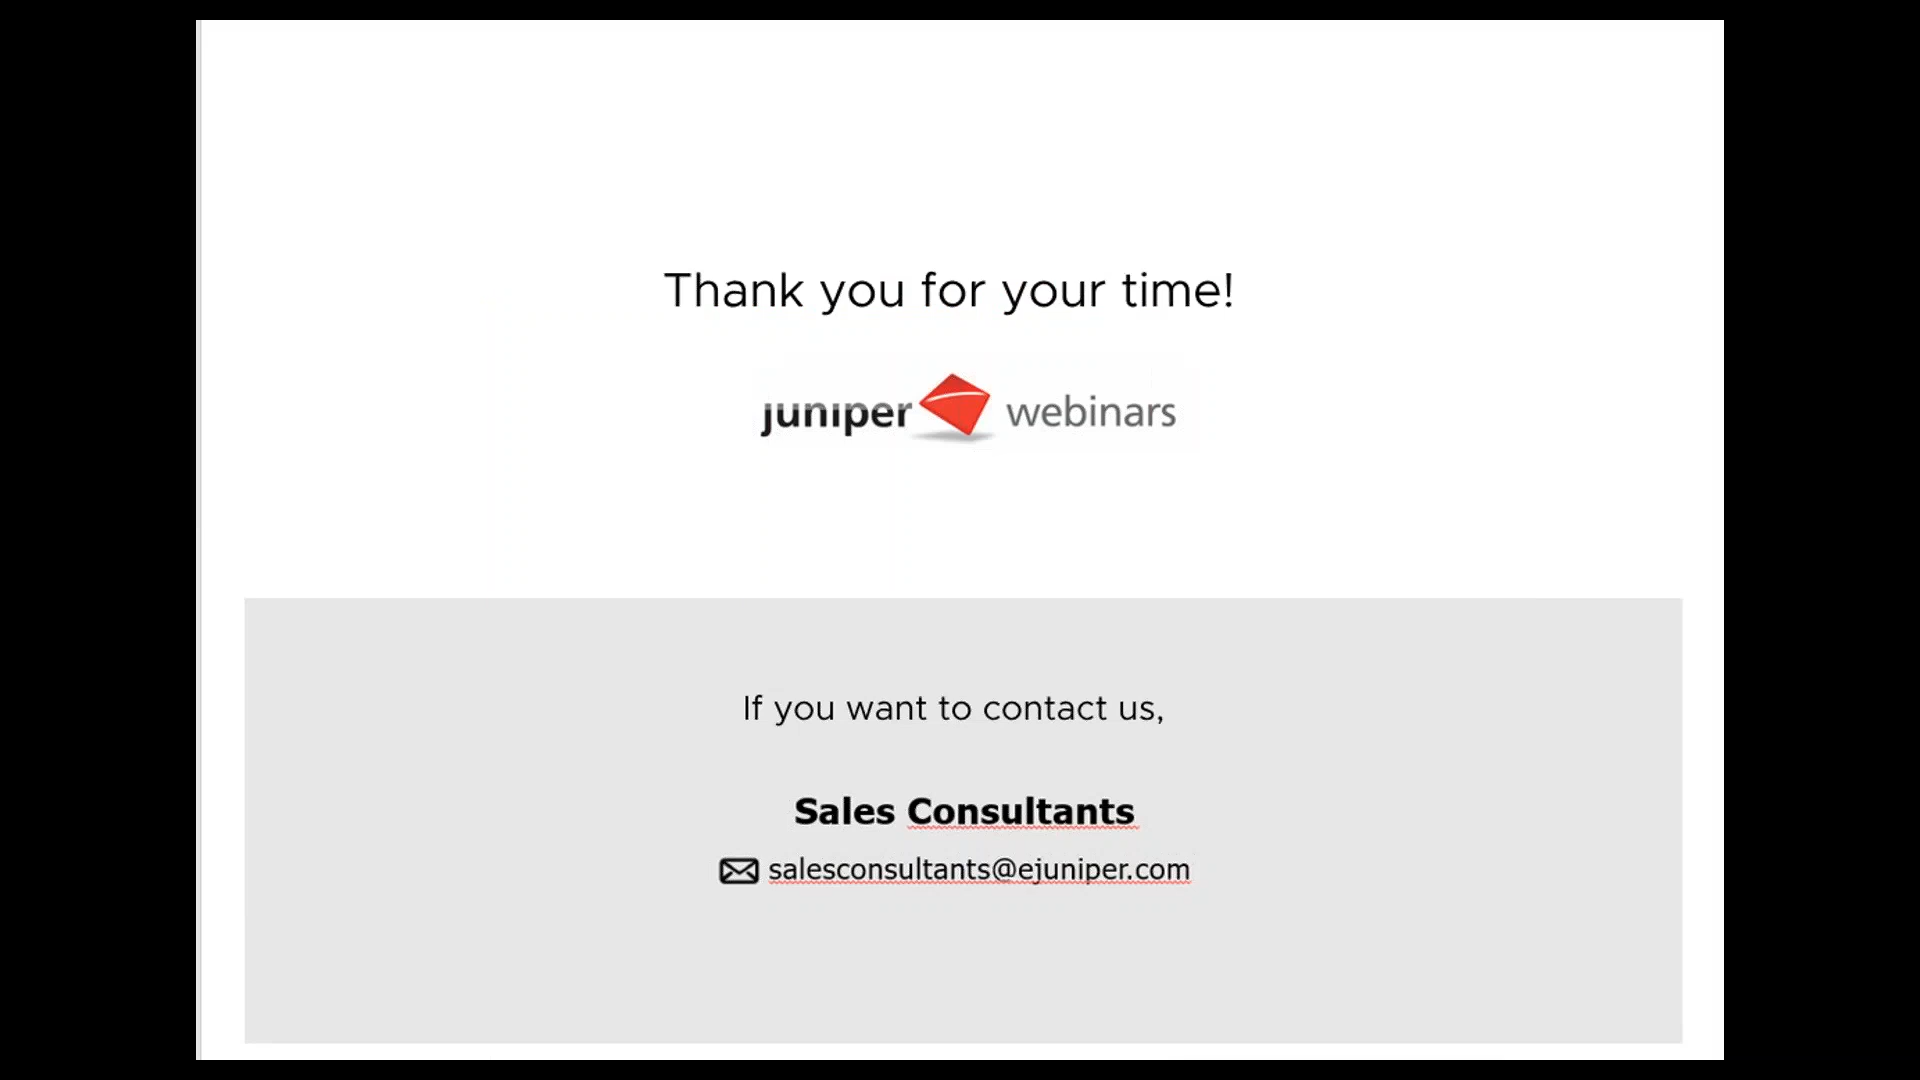 Thank you for your time!
juniper webinars
If you want to contact us,
Sales Consultants
salesconsultants@ejuniper.com